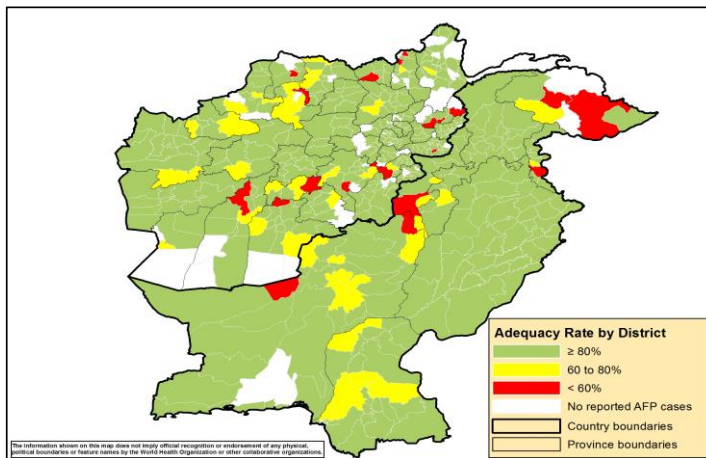 Adequacy Rate by District
≥ 80%
60 to 80%
< 60%
No reported AFP cases
Country boundaries
Province boundaries
The information shown on this map does not imply official recognition or endorsement of any physical,
political boundaries or feature names by the World Health Organization or other collaborative organizations.